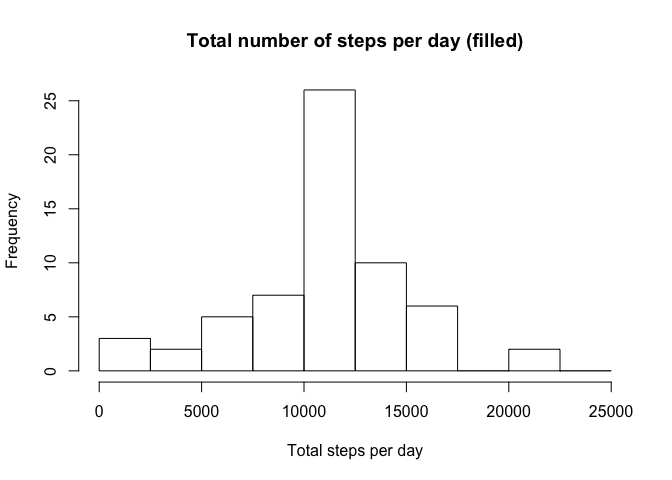 Total number of steps per day (filled)
Frequency
25
20
15
10
5
0
0 5000 10000 15000 20000 25000
Total steps per day